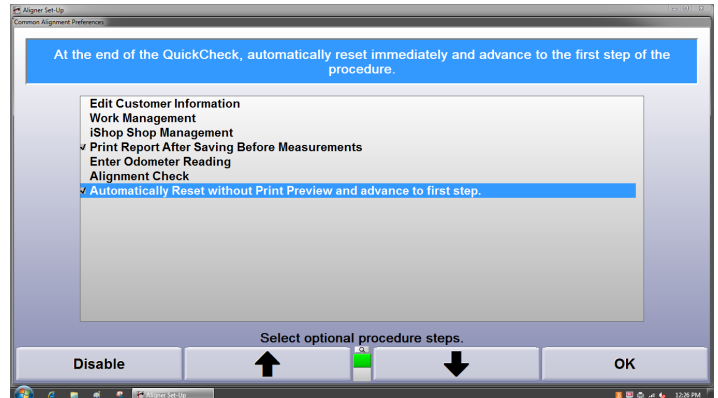 Aligner Set-Up
Common Alignment Preferences
At the end of the QuickCheck, automatically reset immediately and advance to the first step of the
procedure.
Edit Customer Information
Work Management
iShop Shop Management
Print Report After Saving Before Measurements
Enter Odometer Reading
Alignment Check
Automatically Reset without Print Preview and advance to first step.
Select optional procedure steps.
Disable
OK
Aligner Set-Up
12:26 PM